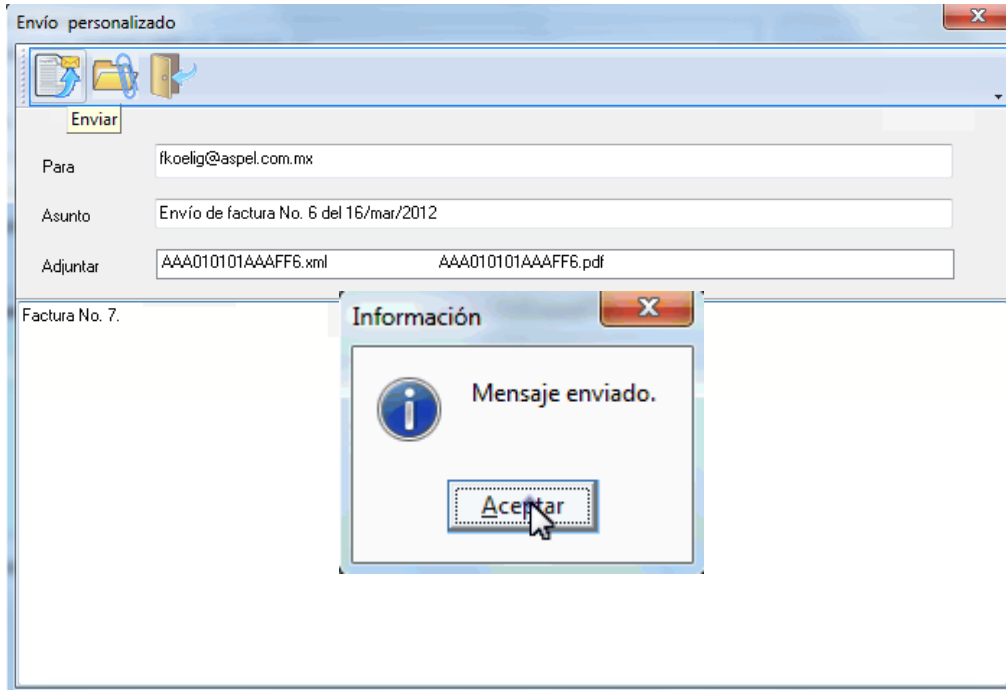 Envío personalizado
Enviar
Para fkoelig@aspel.com.mx
Asunto Envío de factura No. 6 del 16/mar/2012
Adjuntar AAA010101AAAFF6.xml AAA010101AAAFF6.pdf
Factura No. 7.
Información
Mensaje enviado.
Aceptar